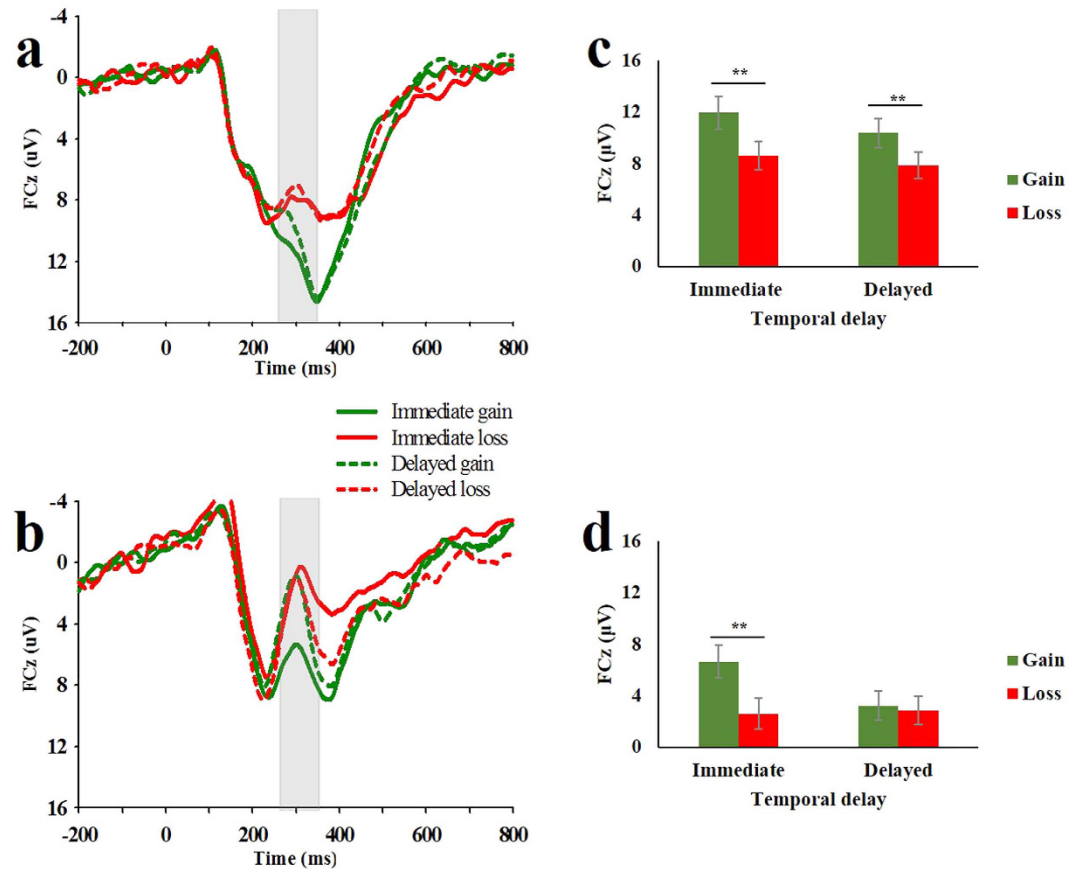 a
-4
0
4
8
12
16
FCz (uV)
-200 0 200 400 600 800
Time (ms)
c
16
12
8
4
0
FCz (µV)
**
**
Immediate Delayed
Temporal delay
Gain
Loss
Immediate gain
Immediate loss
Delayed gain
Delayed loss
b
-4
0
4
8
12
16
FCz (uV)
-200 0 200 400 600 800
Time (ms)
d
16
12
8
4
0
FCz (µV)
**
Immediate Delayed
Temporal delay
Gain
Loss